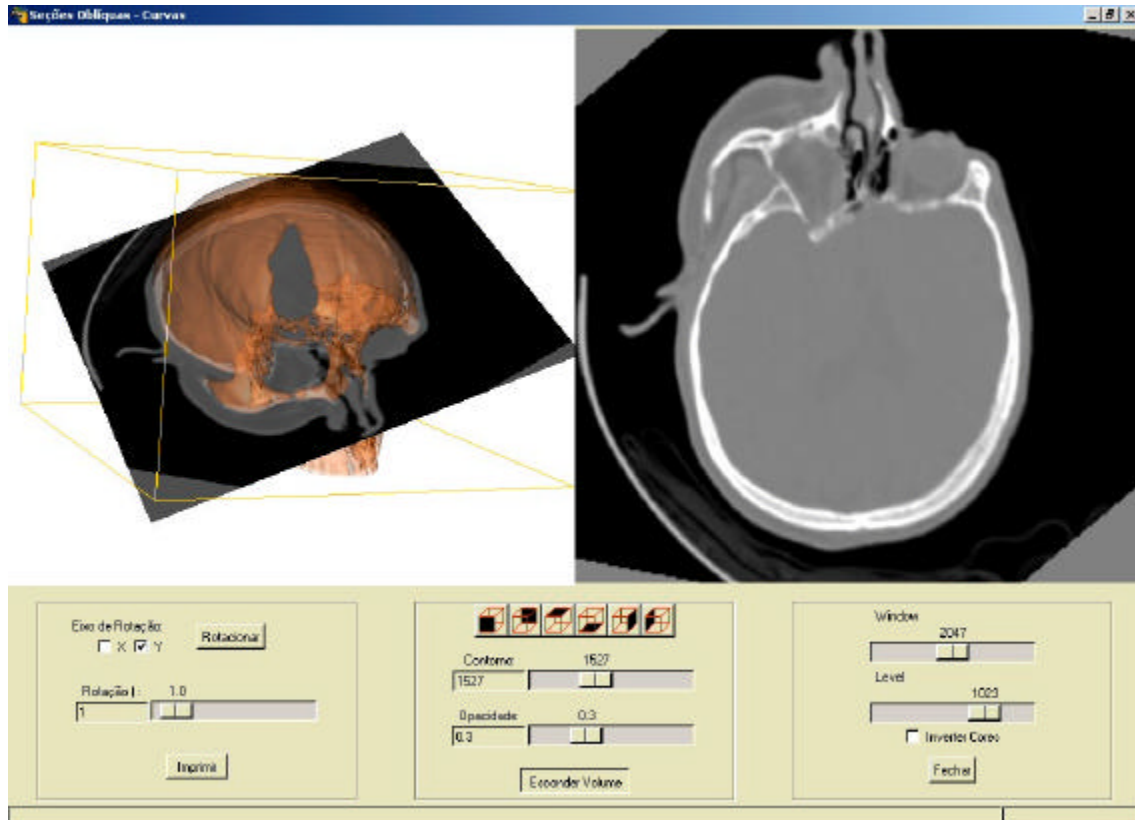 Seções Oblíquas - Curvas
Eixo de Rotação:
X Y
Rotacionar
Rotação
1.0
1
Imprimir
Contorno:
1527
1527
Opacidade:
0.3
0.3
Esconder Volume
Window
2047
Level
1023
Inverter Cores
Fechar